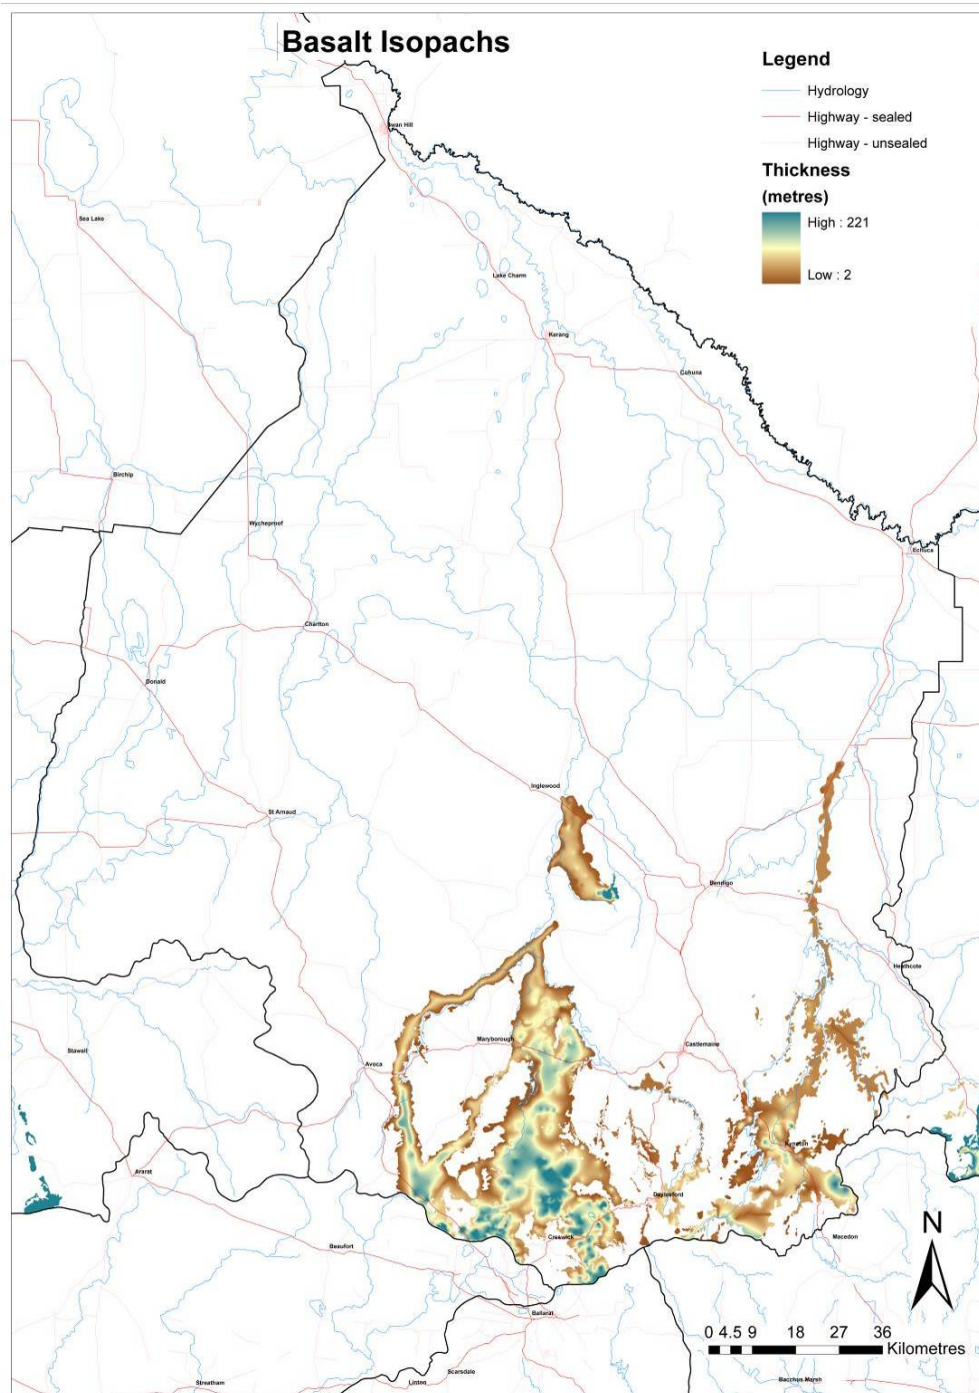 Basalt Isopachs
Legend
Hydrology
Highway - sealed
Highway - unsealed
Thickness
(metres)
High : 221
Low : 2
Swan Hill
Sea Lake
Lake Charm
Kerang
Cohuna
Birchip
Wycheproof
Echuca
Charlton
Donald
Inglewood
St Arnaud
Bendigo
Heathcote
Maryborough
Castlemaine
Stawell
Avoca
Kyneton
Ararat
Daylesford
Creswick
Macedon
Beaufort
Ballarat
Scarsdale
Linton
Streatham
Bacchus Marsh
N
0 4.5 9 18 27 36
Kilometres